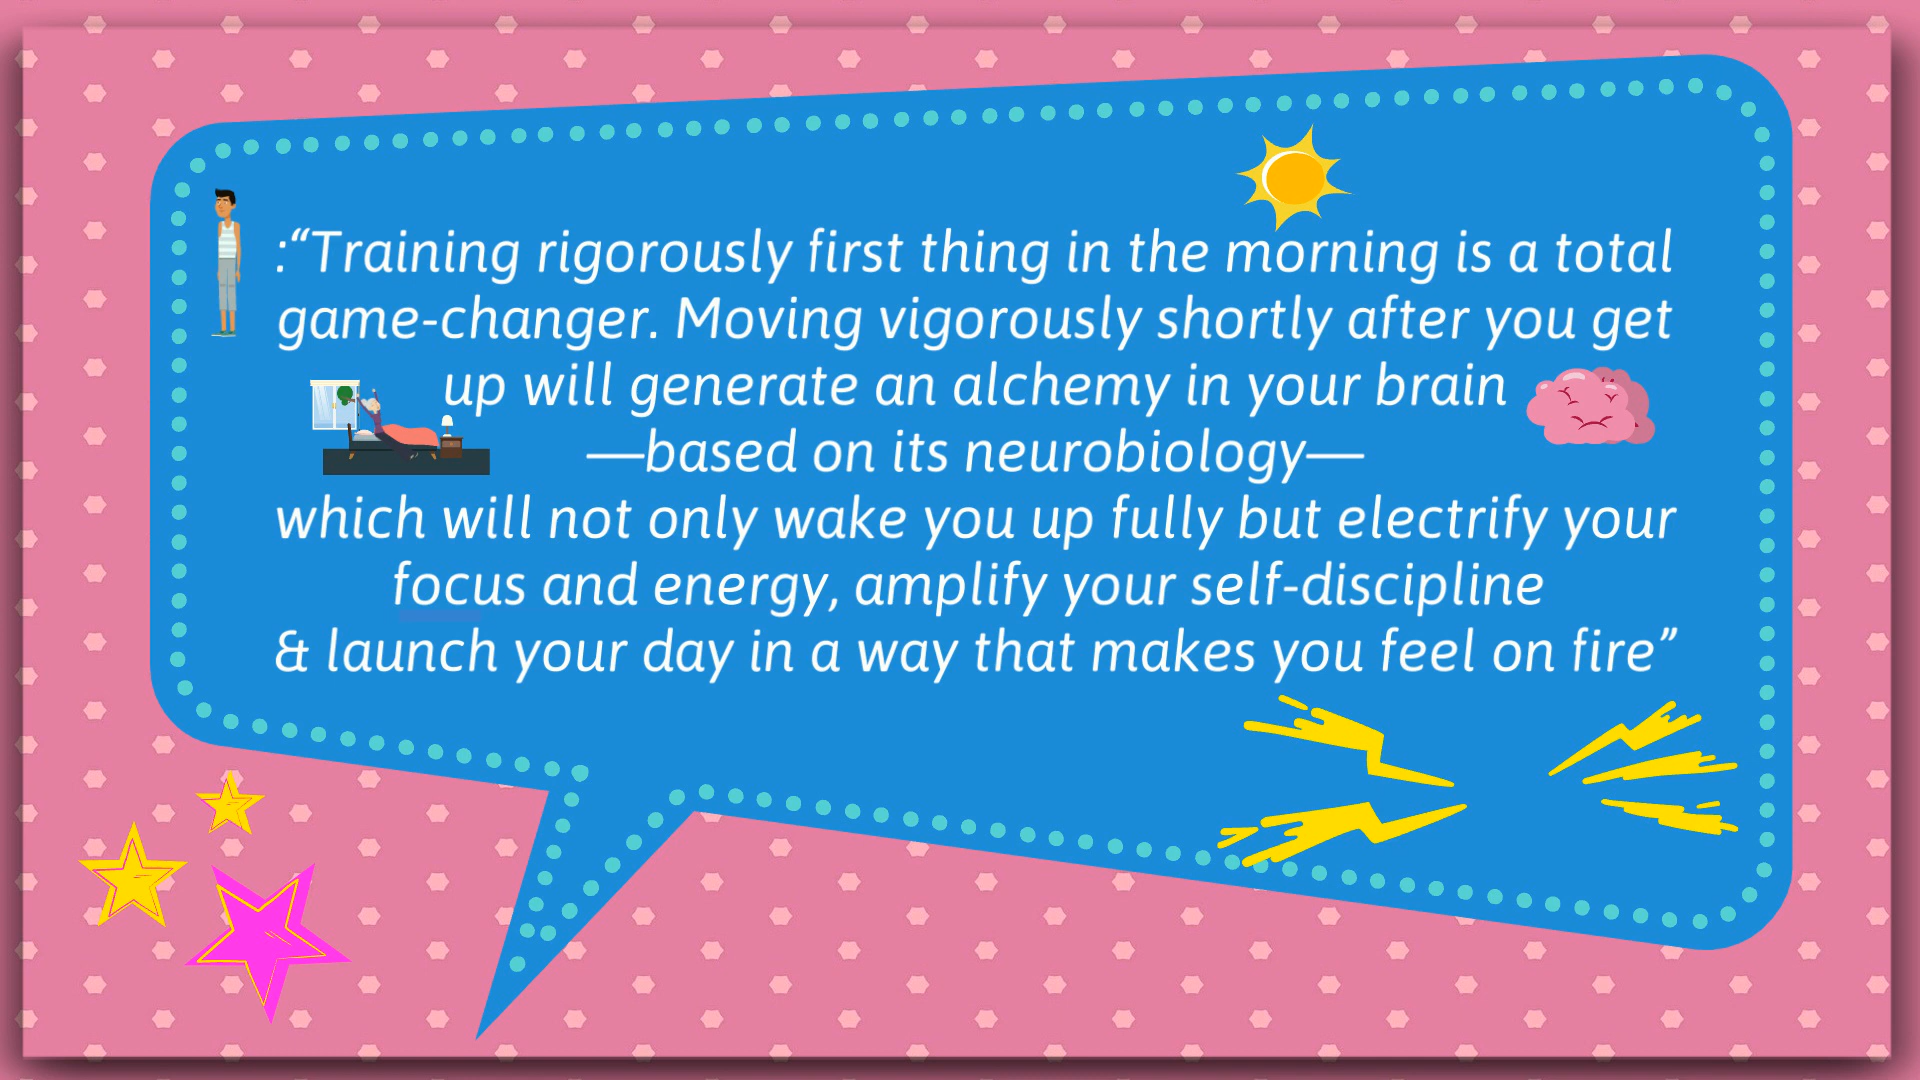 :“Training rigorously first thing in the morning is a total
game-changer. Moving vigorously shortly after you get
up will generate an alchemy in your brain
—based on its neurobiology—
which will not only wake you up fully but electrify your
focus and energy, amplify your self-discipline
& launch your day in a way that makes you feel on fire”